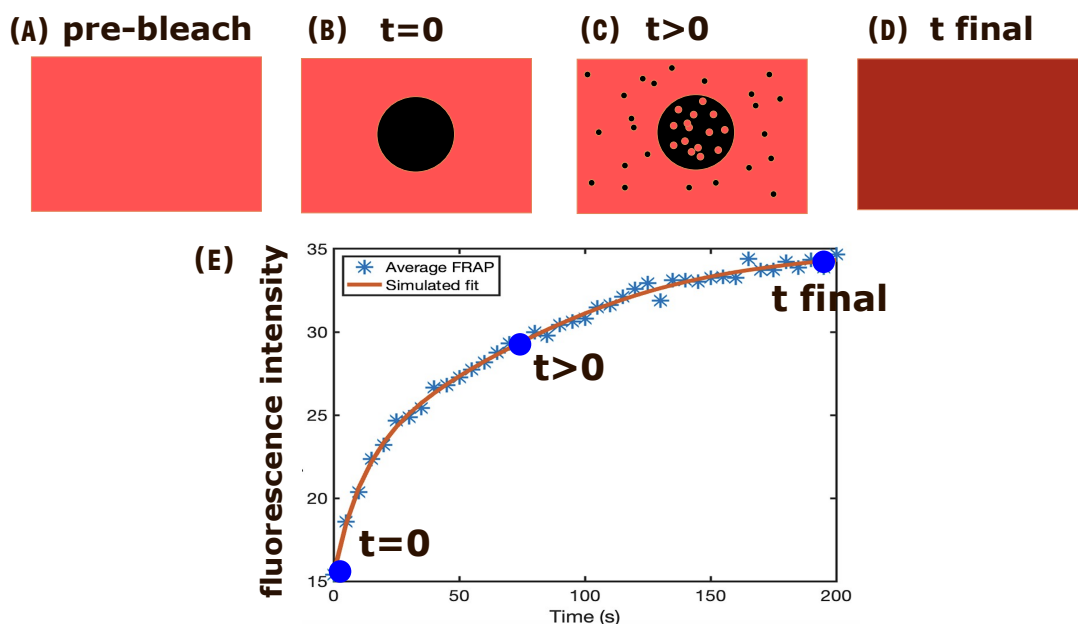 (A) pre-bleach
(B) t=0
(C) t>0
(D) t final
(E)
fluorescence intensity
35
30
25
20
15
Average FRAP
Simulated fit
t final
t>0
t=0
0 50 100 150 200
Time (s)